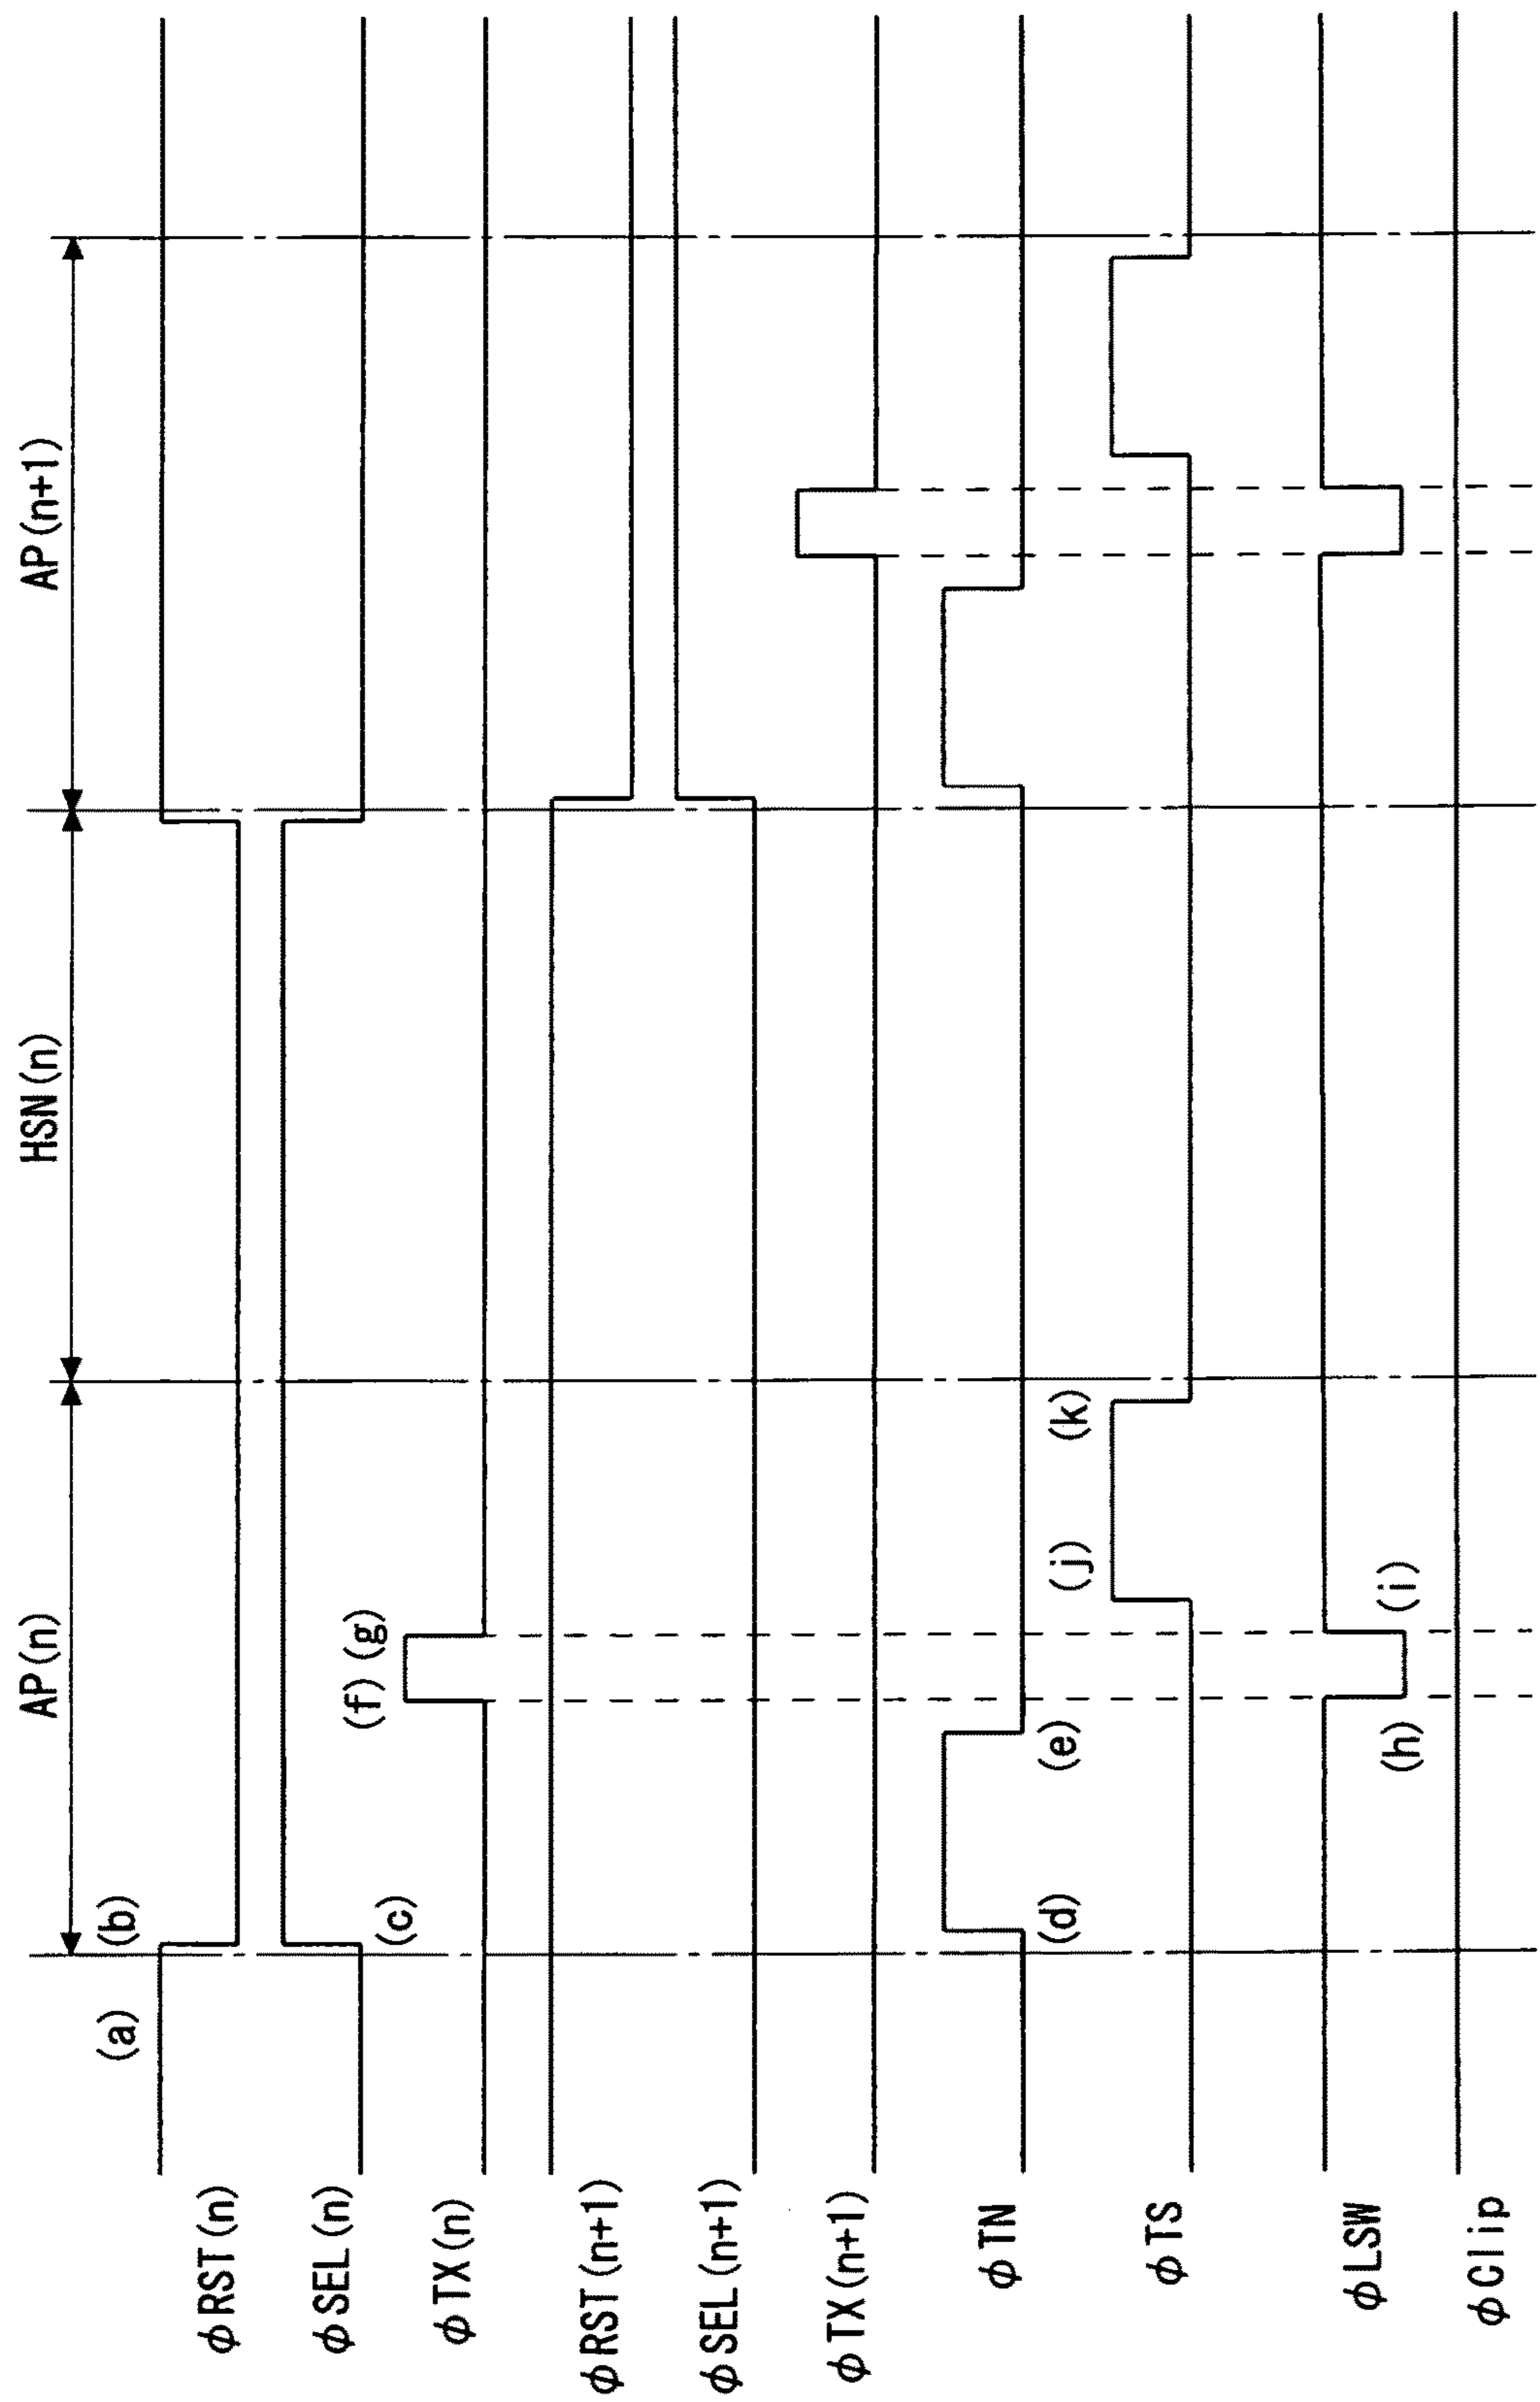 AP(n)
HSN(n)
AP(n+1)
φRST(n)
(a)
(b)
φSEL(n)
(c)
φTX(n)
(f)
(g)
φRST(n+1)
φSEL(n+1)
φTX(n+1)
φTN
(d)
(e)
φTS
(j)
(k)
φLSW
(h)
(i)
φClip